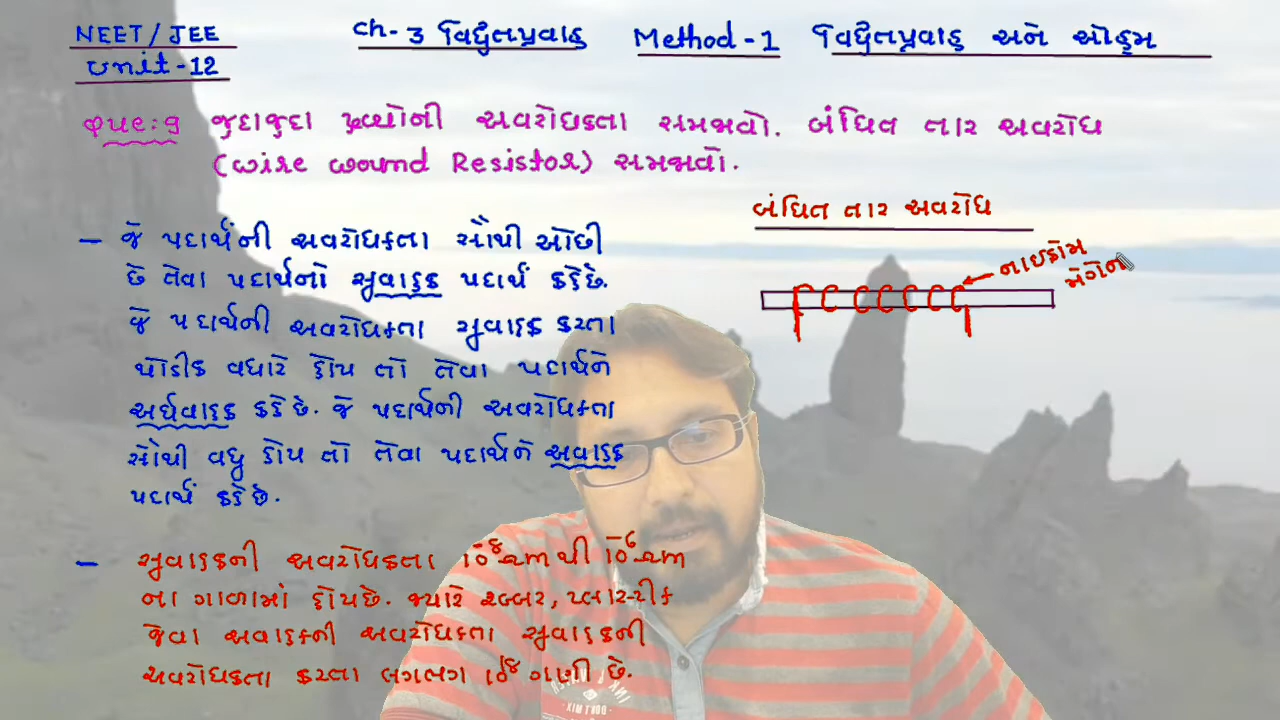 NEET/JEE
Unit-12
Ch-3 વિદ્યુતપ્રવાહ Method-1 વિદ્યુતપ્રવાહ અને ઓહમ
Que:9 જુદાજુદા દ્રવ્યોની અવરોધકતા સમજાવો. બંધિત તાર અવરોધ
(wire wound Resistor) સમજાવો.
બંધિત તાર અવરોધ
નાઇક્રોમ
મેંગેન
- જે પદાર્થની અવરોધકતા સૌથી ઓછી
છે તેવા પદાર્થનો સુવાહક પદાર્થ કહે છે.
જે પદાર્થની અવરોધકતા સુવાહક કરતા
થોડીક વધારે હોય તો તેવા પદાર્થને
અર્ધવાહક કહે છે. જે પદાર્થની અવરોધકતા
સૌથી વધુ હોય તો તેવા પદાર્થને અવાહક
પદાર્થ કહે છે.
- સુવાહકની અવરોધકતા 10⁻⁸Ωm થી 10⁻⁶Ωm
ના ગાળામાં હોય છે. જ્યારે રબ્બર, પ્લાસ્ટીક
જેવા અવાહકની અવરોધકતા સુવાહકની
અવરોધકતા કરતા લગભગ ગણી છે.